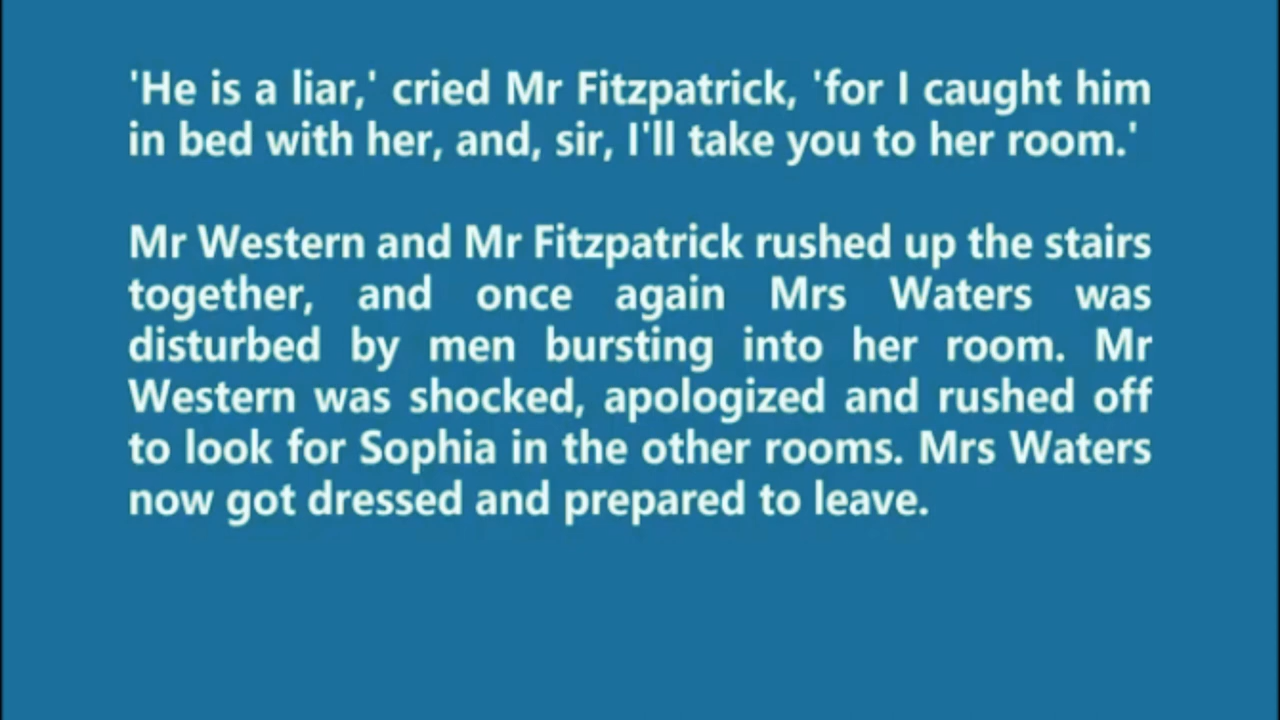 'He is a liar,' cried Mr Fitzpatrick, 'for I caught him
in bed with her, and, sir, I'll take you to her room.'
Mr Western and Mr Fitzpatrick rushed up the stairs
together, and once again Mrs Waters was
disturbed by men bursting into her room. Mr
Western was shocked, apologized and rushed off
to look for Sophia in the other rooms. Mrs Waters
now got dressed and prepared to leave.